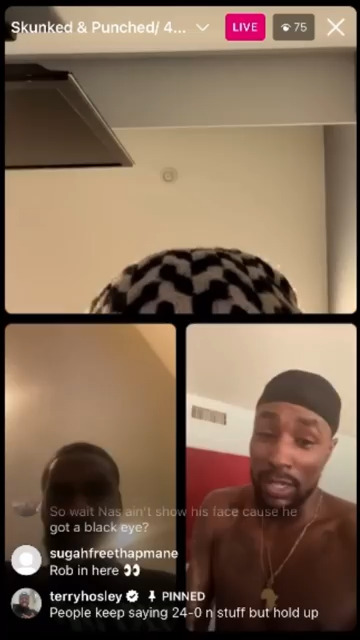 Skunked & Punched/ 4...
LIVE
75
So wait Nas ain't show his face cause he
got a black eye?
sugahfreethapmane
Rob in here 👀
terryhosley PINNED
People keep saying 24-0 n stuff but hold up